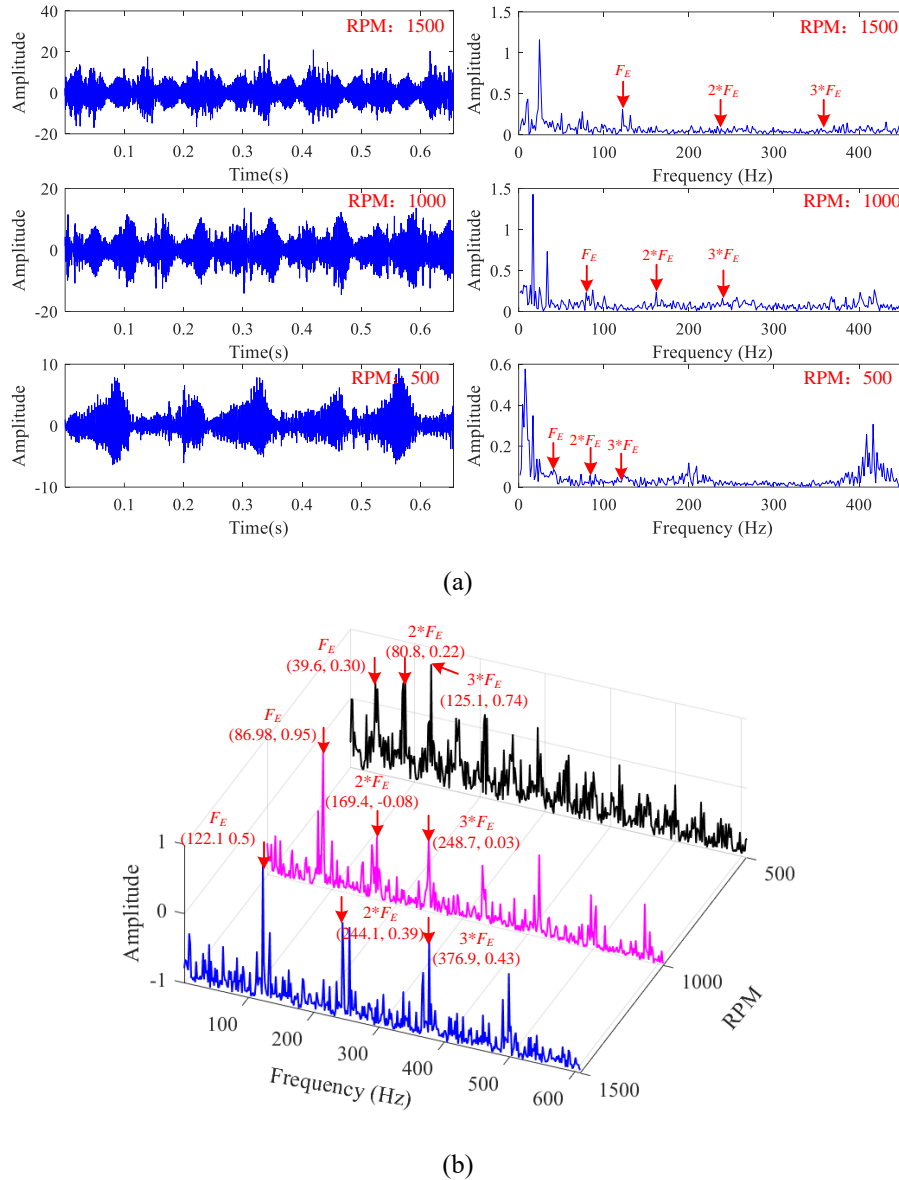 40
20
0
-20
Amplitude
RPM：1500
0.1 0.2 0.3 0.4 0.5 0.6
Time(s)
1.5
1
0.5
0
Amplitude
RPM：1500
F_E
2*F_E
3*F_E
0 100 200 300 400
Frequency (Hz)
20
0
-20
Amplitude
RPM：1000
0.1 0.2 0.3 0.4 0.5 0.6
Time(s)
1.5
1
0.5
0
Amplitude
RPM：1000
F_E
2*F_E
3*F_E
0 100 200 300 400
Frequency (Hz)
10
0
-10
Amplitude
RPM：500
0.1 0.2 0.3 0.4 0.5 0.6
Time(s)
0.6
0.4
0.2
0
Amplitude
RPM：500
F_E
2*F_E
3*F_E
0 100 200 300 400
Frequency (Hz)
(a)
F_E
(39.6, 0.30)
2*F_E
(80.8, 0.22)
3*F_E
(125.1, 0.74)
F_E
(86.98, 0.95)
2*F_E
(169.4, -0.08)
3*F_E
(248.7, 0.03)
F_E
(122.1 0.5)
2*F_E
(244.1, 0.39)
3*F_E
(376.9, 0.43)
1
0
-1
Amplitude
100 200 300 400 500 600
Frequency (Hz)
500
1000
1500
RPM
(b)